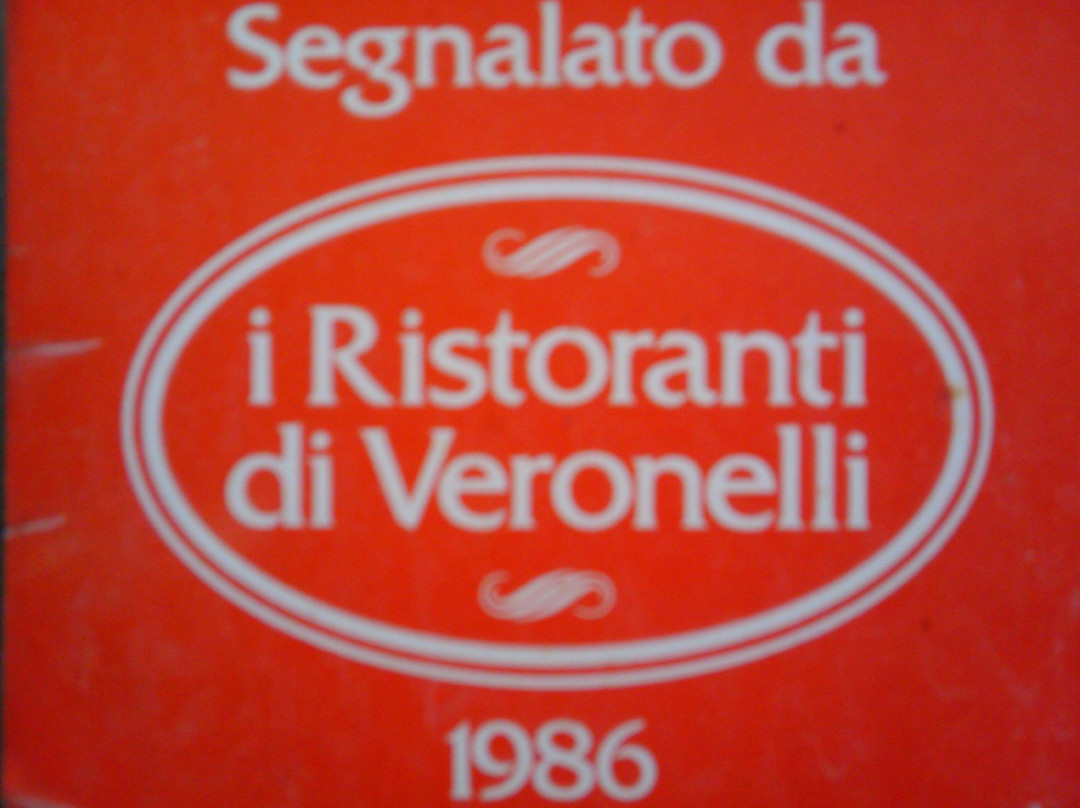 Segnalato da
i Ristoranti
di Veronelli
1986